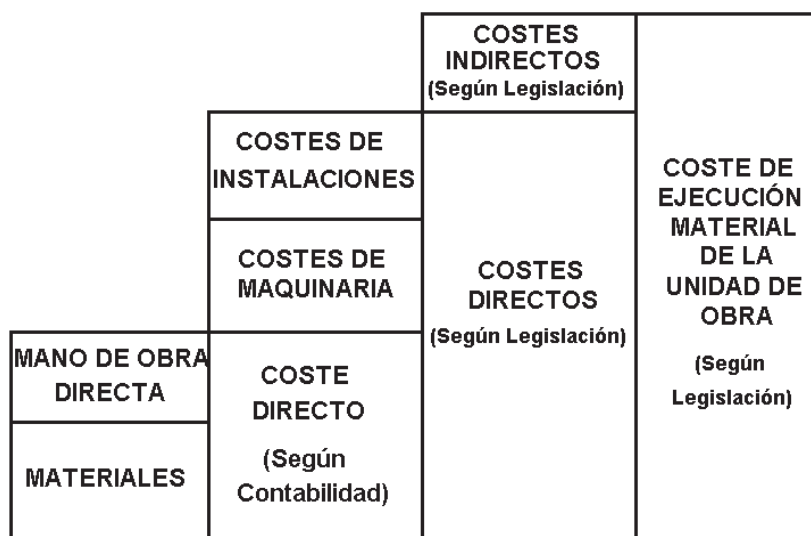 COSTES
INDIRECTOS
(Según Legislación)
COSTES DE
INSTALACIONES
COSTES DE
MAQUINARIA
MANO DE OBRA
DIRECTA
MATERIALES
COSTE
DIRECTO
(Según
Contabilidad)
COSTES
DIRECTOS
(Según Legislación)
COSTE DE
EJECUCIÓN
MATERIAL
DE LA
UNIDAD DE
OBRA
(Según
Legislación)